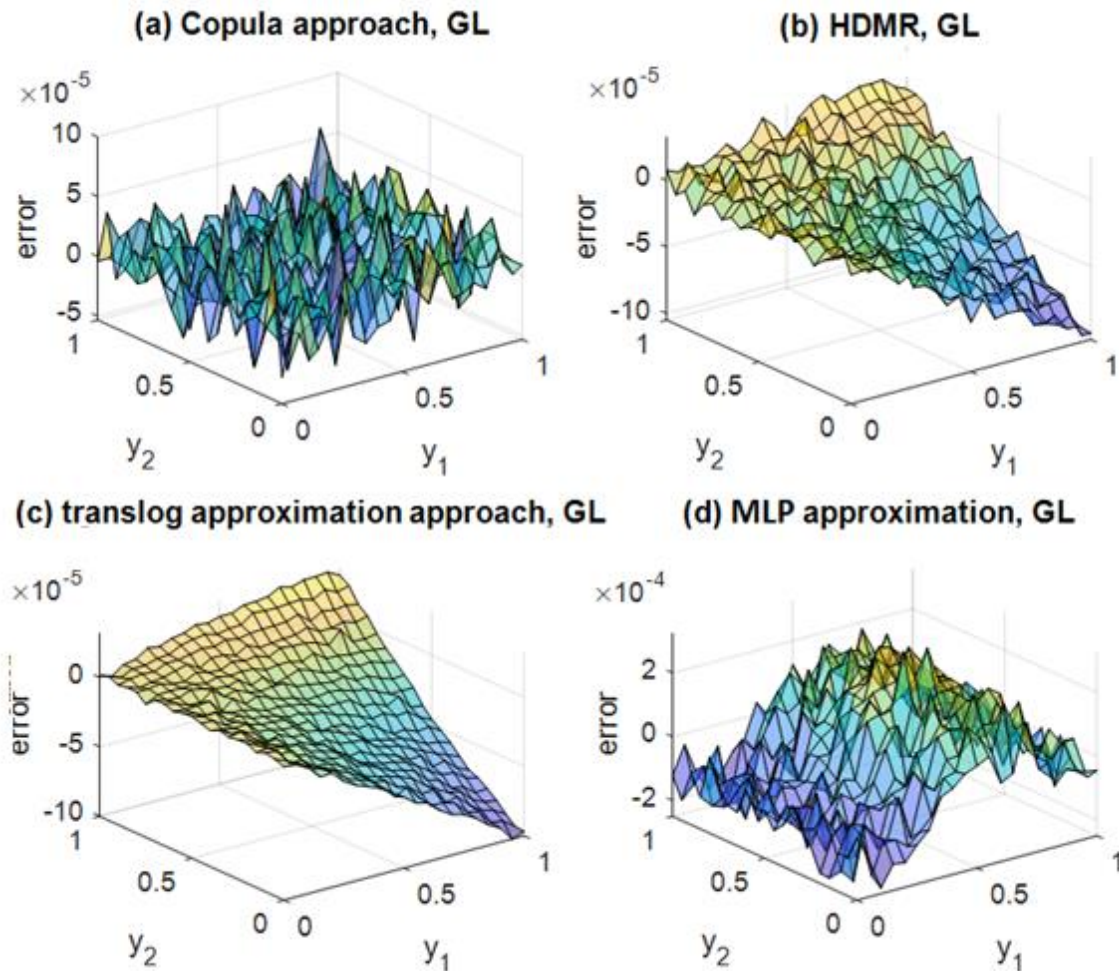 (a) Copula approach, GL
×10⁻⁵
10
5
0
-5
error
1
0.5
0
y₂
0
0.5
1
y₁
(b) HDMR, GL
×10⁻⁵
0
-5
-10
error
1
0.5
0
y₂
0
0.5
1
y₁
(c) translog approximation approach, GL
×10⁻⁵
0
-5
-10
error
1
0.5
0
y₂
0
0.5
1
y₁
(d) MLP approximation, GL
×10⁻⁴
2
0
-2
error
1
0.5
0
y₂
0
0.5
1
y₁